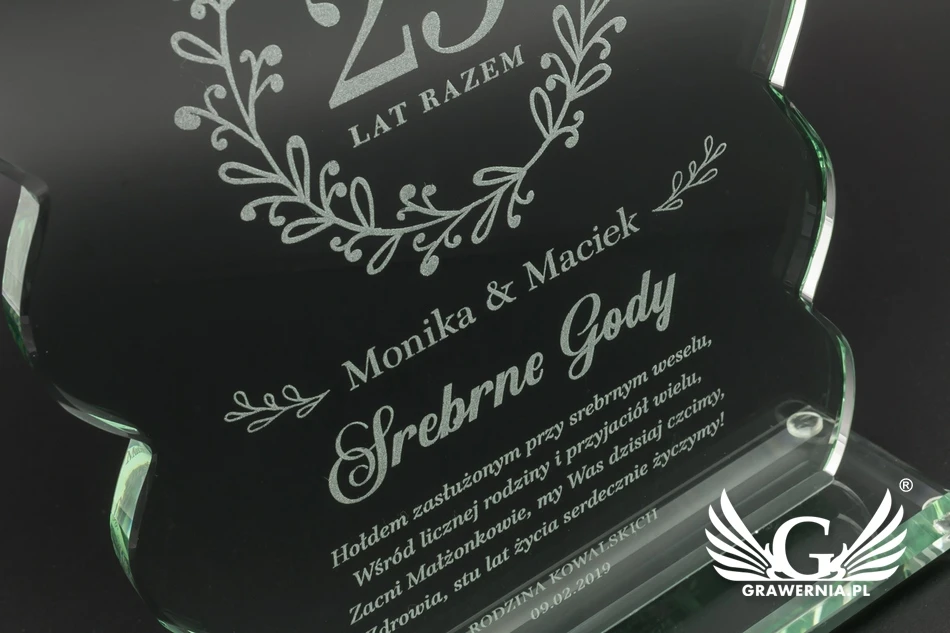 25
LAT RAZEM
Monika & Maciek
Srebrne Gody
Hołdem zasłużonym przy srebrnym weselu,
Wśród licznej rodziny i przyjaciół wielu,
Zacni Małżonkowie, my Was dzisiaj czcimy,
Zdrowia, stu lat życia serdecznie życzymy!
RODZINA KOWALSKICH
09.02.2019
G
®
GRAWERNIA.PL